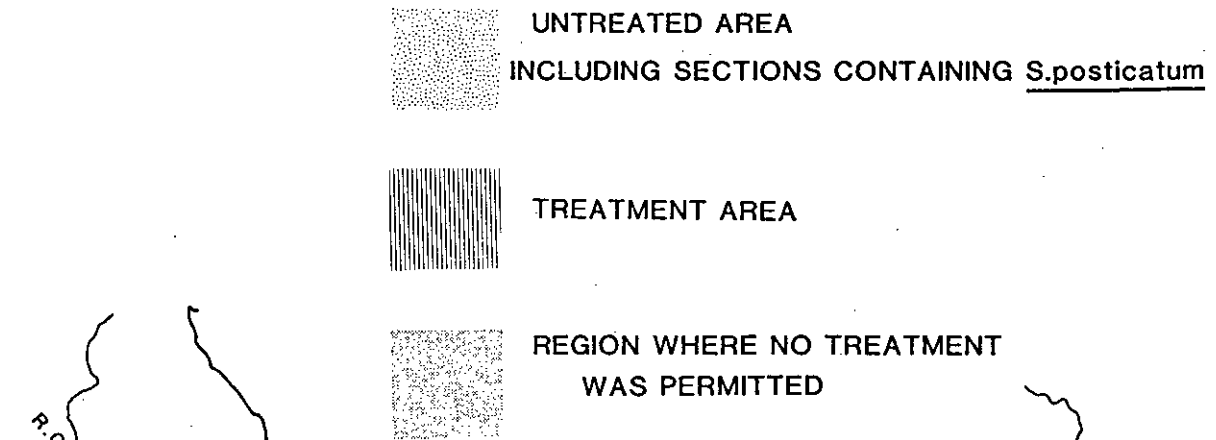 UNTREATED AREA
INCLUDING SECTIONS CONTAINING S.posticatum
TREATMENT AREA
REGION WHERE NO TREATMENT
WAS PERMITTED